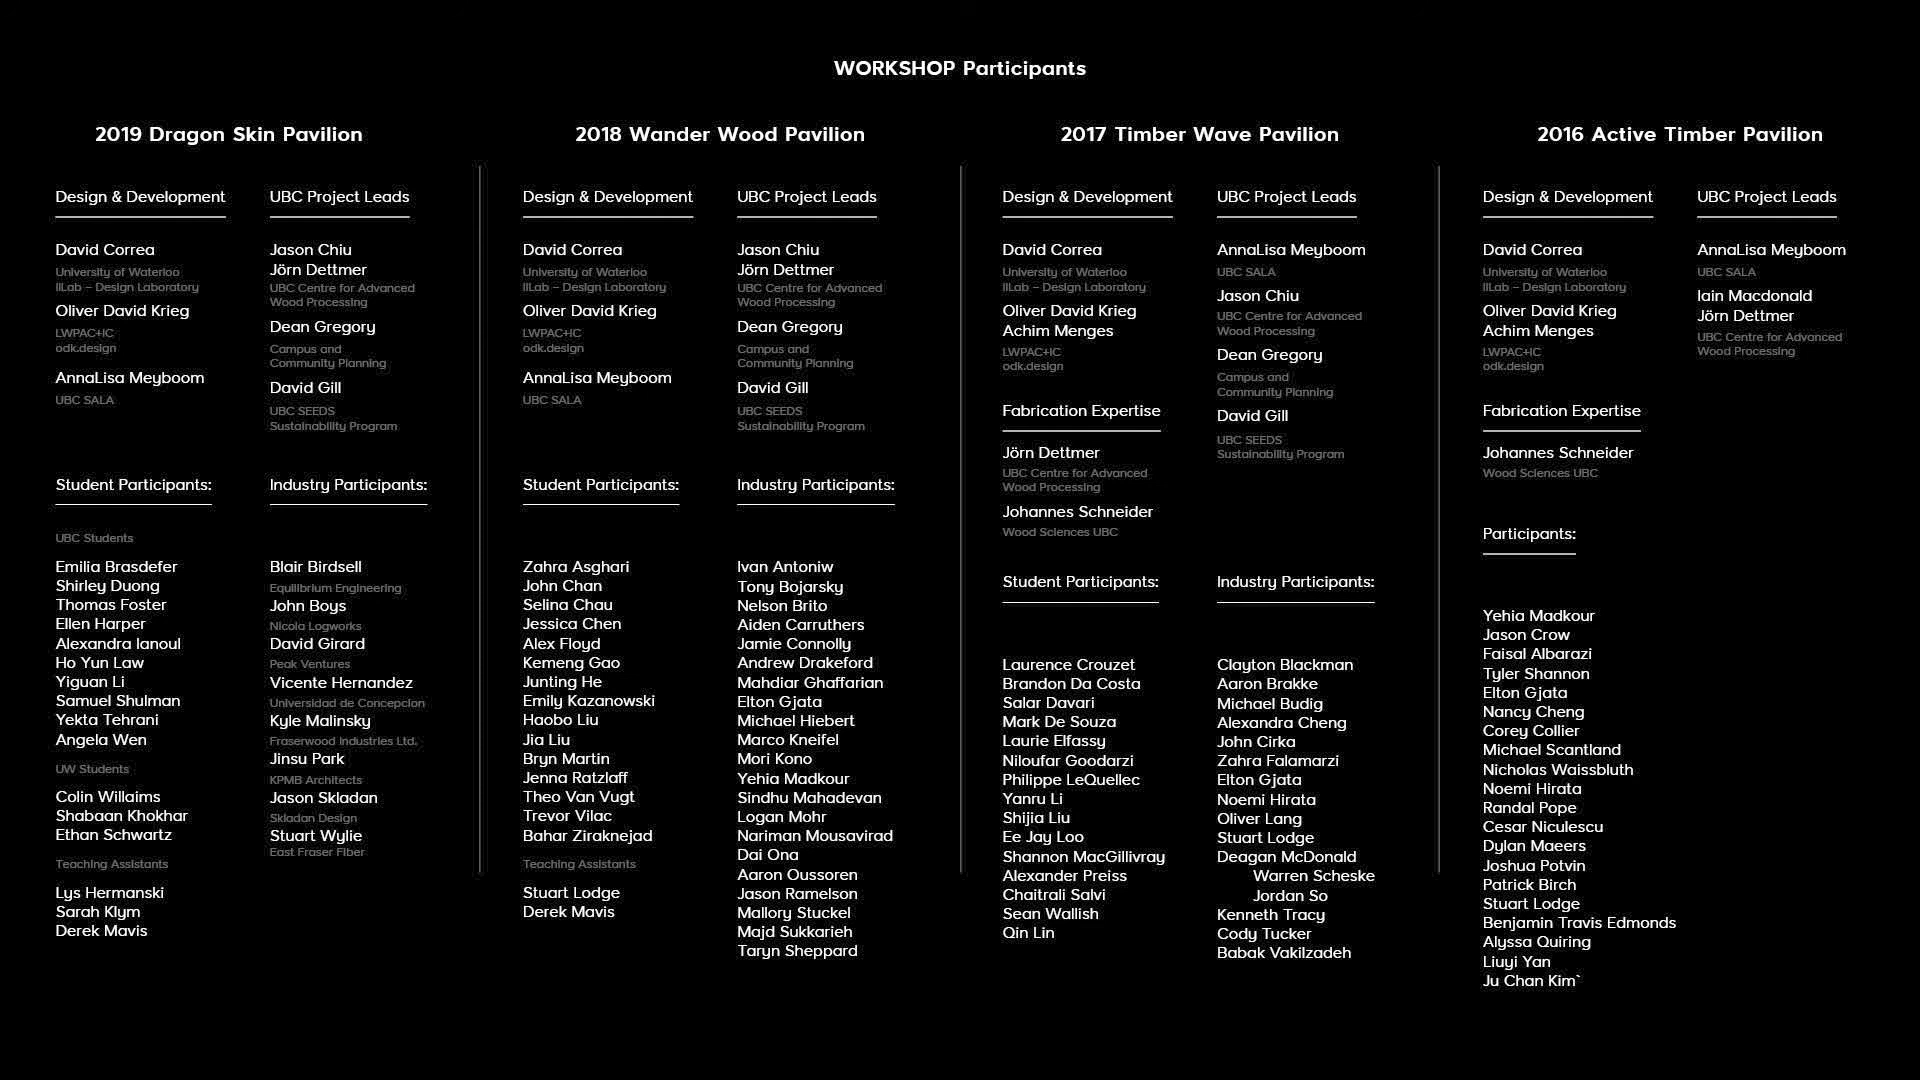 WORKSHOP Participants
2019 Dragon Skin Pavilion
Design & Development
David Correa
University of Waterloo
iiLab – Design Laboratory
Oliver David Krieg
LWPAC+IC
odk.design
AnnaLisa Meyboom
UBC SALA
UBC Project Leads
Jason Chiu
Jörn Dettmer
UBC Centre for Advanced
Wood Processing
Dean Gregory
Campus and
Community Planning
David Gill
UBC SEEDS
Sustainability Program
Student Participants:
UBC Students
Emilia Brasdefer
Shirley Duong
Thomas Foster
Ellen Harper
Alexandra Ianoul
Ho Yun Law
Yiguan Li
Samuel Shulman
Yekta Tehrani
Angela Wen
UW Students
Colin Willaims
Shabaan Khokhar
Ethan Schwartz
Teaching Assistants
Lys Hermanski
Sarah Klym
Derek Mavis
Industry Participants:
Blair Birdsell
Equilibrium Engineering
John Boys
Nicola Logworks
David Girard
Peak Ventures
Vicente Hernandez
Universidad de Concepcion
Kyle Malinsky
Fraserwood Industries Ltd.
Jinsu Park
KPMB Architects
Jason Skladan
Skladan Design
Stuart Wylie
East Fraser Fiber
2018 Wander Wood Pavilion
Design & Development
David Correa
University of Waterloo
iiLab – Design Laboratory
Oliver David Krieg
LWPAC+IC
odk.design
AnnaLisa Meyboom
UBC SALA
UBC Project Leads
Jason Chiu
Jörn Dettmer
UBC Centre for Advanced
Wood Processing
Dean Gregory
Campus and
Community Planning
David Gill
UBC SEEDS
Sustainability Program
Student Participants:
Zahra Asghari
John Chan
Selina Chau
Jessica Chen
Alex Floyd
Kemeng Gao
Junting He
Emily Kazanowski
Haobo Liu
Jia Liu
Bryn Martin
Jenna Ratzlaff
Theo Van Vugt
Trevor Vilac
Bahar Ziraknejad
Teaching Assistants
Stuart Lodge
Derek Mavis
Industry Participants:
Ivan Antoniw
Tony Bojarsky
Nelson Brito
Aiden Carruthers
Jamie Connolly
Andrew Drakeford
Mahdiar Ghaffarian
Elton Gjata
Michael Hiebert
Marco Kneifel
Mori Kono
Yehia Madkour
Sindhu Mahadevan
Logan Mohr
Nariman Mousavirad
Dai Ona
Aaron Oussoren
Jason Ramelson
Mallory Stuckel
Majd Sukkarieh
Taryn Sheppard
2017 Timber Wave Pavilion
Design & Development
David Correa
University of Waterloo
iiLab – Design Laboratory
Oliver David Krieg
Achim Menges
LWPAC+IC
odk.design
Fabrication Expertise
Jörn Dettmer
UBC Centre for Advanced
Wood Processing
Johannes Schneider
Wood Sciences UBC
UBC Project Leads
AnnaLisa Meyboom
UBC SALA
Jason Chiu
UBC Centre for Advanced
Wood Processing
Dean Gregory
Campus and
Community Planning
David Gill
UBC SEEDS
Sustainability Program
Student Participants:
Laurence Crouzet
Brandon Da Costa
Salar Davari
Mark De Souza
Laurie Elfassy
Niloufar Goodarzi
Philippe LeQuellec
Yanru Li
Shijia Liu
Ee Jay Loo
Shannon MacGillivray
Alexander Preiss
Chaitrali Salvi
Sean Wallish
Qin Lin
Industry Participants:
Clayton Blackman
Aaron Brakke
Michael Budig
Alexandra Cheng
John Cirka
Zahra Falamarzi
Elton Gjata
Noemi Hirata
Oliver Lang
Stuart Lodge
Deagan McDonald
Warren Scheske
Jordan So
Kenneth Tracy
Cody Tucker
Babak Vakilzadeh
2016 Active Timber Pavilion
Design & Development
David Correa
University of Waterloo
iiLab – Design Laboratory
Oliver David Krieg
Achim Menges
LWPAC+IC
odk.design
Fabrication Expertise
Johannes Schneider
Wood Sciences UBC
UBC Project Leads
AnnaLisa Meyboom
UBC SALA
Iain Macdonald
Jörn Dettmer
UBC Centre for Advanced
Wood Processing
Participants:
Yehia Madkour
Jason Crow
Faisal Albarazi
Tyler Shannon
Elton Gjata
Nancy Cheng
Corey Collier
Michael Scantland
Nicholas Waissbluth
Noemi Hirata
Randal Pope
Cesar Niculescu
Dylan Maeers
Joshua Potvin
Patrick Birch
Stuart Lodge
Benjamin Travis Edmonds
Alyssa Quiring
Liuyi Yan
Ju Chan Kim`